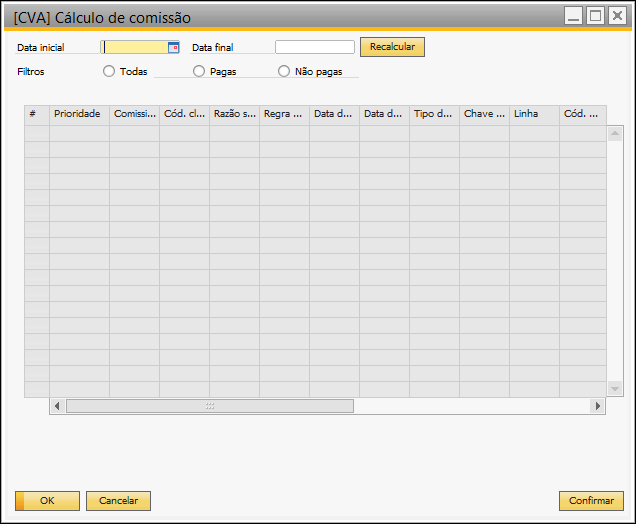 [CVA] Cálculo de comissão
Data inicial Data final Recalcular
Filtros Todas Pagas Não pagas
# Prioridade Comissi... Cód. cl... Razão s... Regra ... Data d... Data d... Tipo d... Chave ... Linha Cód. ...
OK Cancelar Confirmar